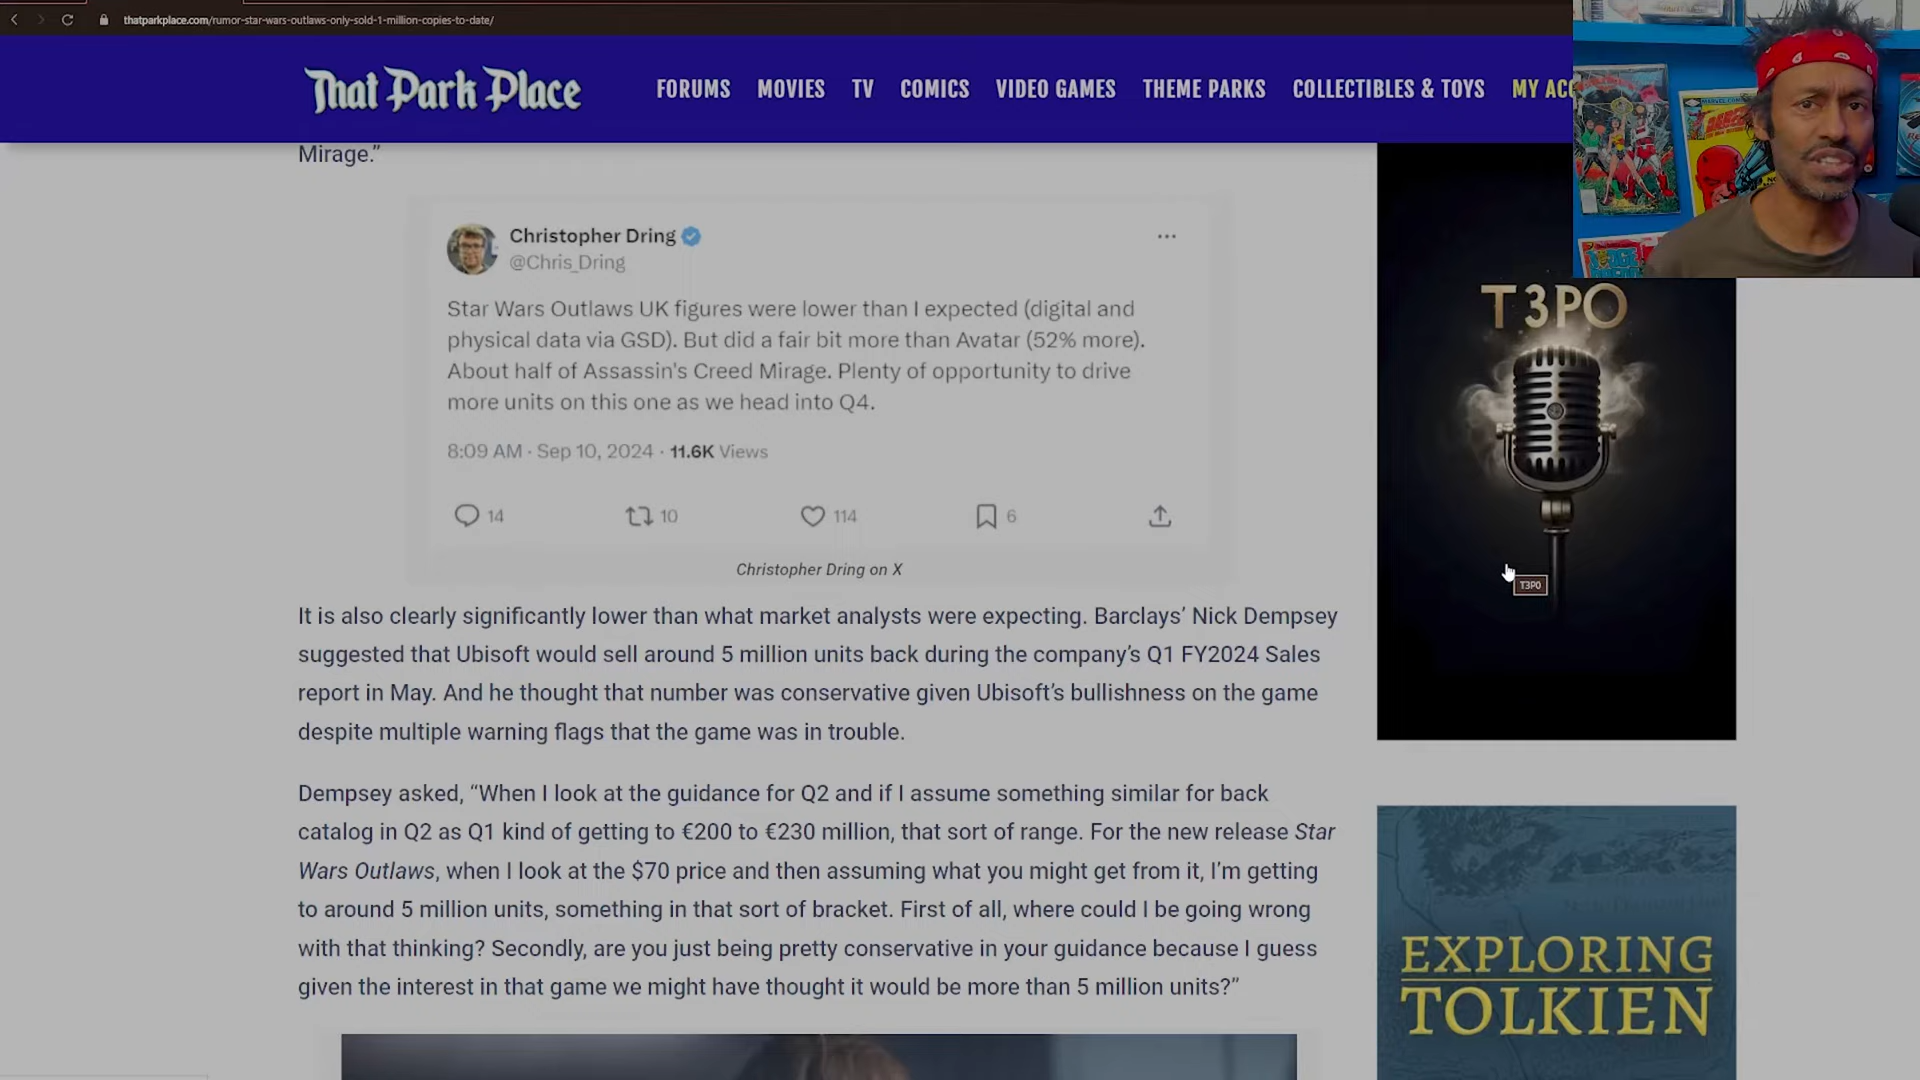 thatparkplace.com/rumor-star-wars-outlaws-only-sold-1-million-copies-to-date/
That Park Place
FORUMS MOVIES TV COMICS VIDEO GAMES THEME PARKS COLLECTIBLES & TOYS MY ACC
Mirage.”
Christopher Dring
@Chris_Dring
Star Wars Outlaws UK figures were lower than I expected (digital and
physical data via GSD). But did a fair bit more than Avatar (52% more).
About half of Assassin's Creed Mirage. Plenty of opportunity to drive
more units on this one as we head into Q4.
8:09 AM · Sep 10, 2024 · 11.6K Views
14 10 114 6
Christopher Dring on X
It is also clearly significantly lower than what market analysts were expecting. Barclays’ Nick Dempsey
suggested that Ubisoft would sell around 5 million units back during the company’s Q1 FY2024 Sales
report in May. And he thought that number was conservative given Ubisoft’s bullishness on the game
despite multiple warning flags that the game was in trouble.
Dempsey asked, “When I look at the guidance for Q2 and if I assume something similar for back
catalog in Q2 as Q1 kind of getting to €200 to €230 million, that sort of range. For the new release Star
Wars Outlaws, when I look at the $70 price and then assuming what you might get from it, I’m getting
to around 5 million units, something in that sort of bracket. First of all, where could I be going wrong
with that thinking? Secondly, are you just being pretty conservative in your guidance because I guess
given the interest in that game we might have thought it would be more than 5 million units?”
T3PO
T3PO
EXPLORING
TOLKIEN